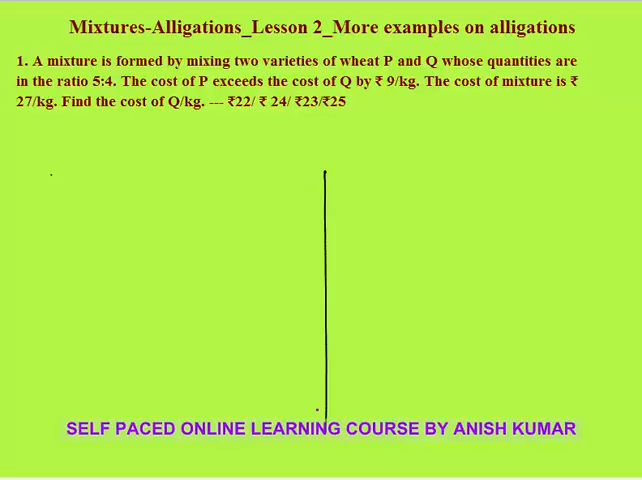 Mixtures-Alligations_Lesson 2_More examples on alligations
1. A mixture is formed by mixing two varieties of wheat P and Q whose quantities are
in the ratio 5:4. The cost of P exceeds the cost of Q by ₹ 9/kg. The cost of mixture is ₹
27/kg. Find the cost of Q/kg. --- ₹22/ ₹ 24/ ₹23/₹25
SELF PACED ONLINE LEARNING COURSE BY ANISH KUMAR